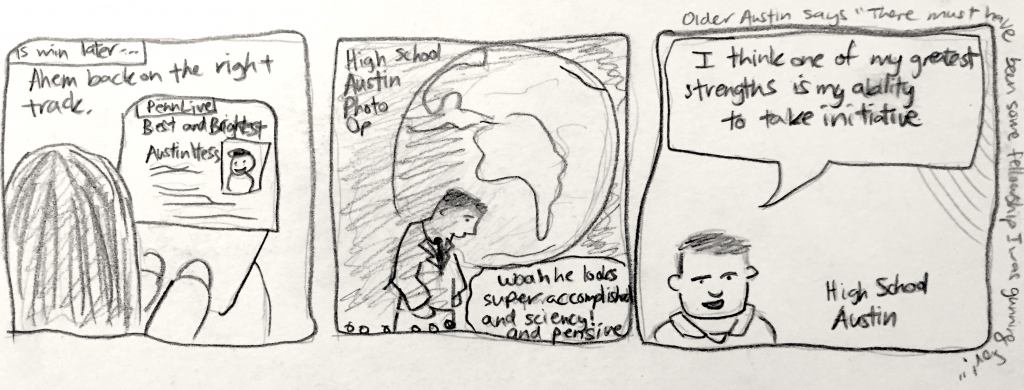 15 min later...
Ahem back on the right
track.
PennLive!
Best and Brightest
Austin Hess
High School
Austin
Photo
Op
woah he looks
super accomplished
and sciency!
and pensive
Older Austin says "There must have
been some fellowship I was gunning
for!"
I think one of my greatest
strengths is my ability
to take initiative
High School
Austin